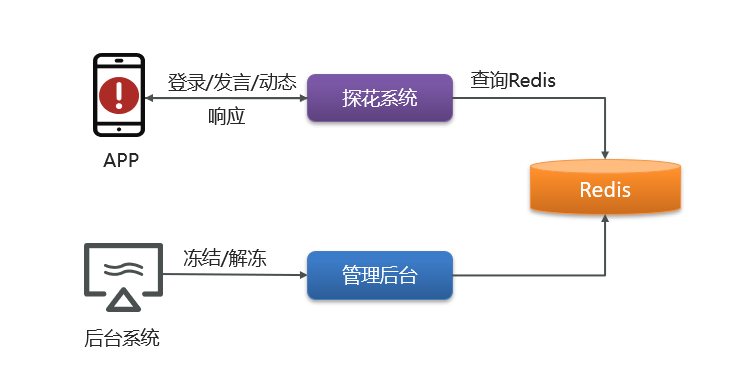 登录/发言/动态
响应
APP
探花系统
查询Redis
Redis
冻结/解冻
管理后台
后台系统